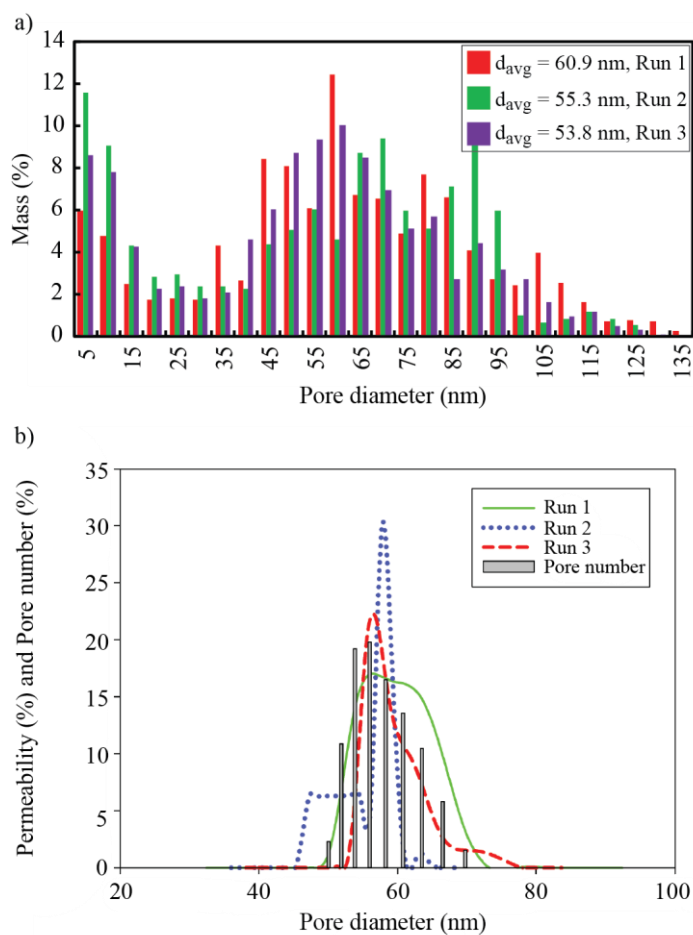 a)
14
12
10
8
6
4
2
0
Mass (%)
d_avg = 60.9 nm, Run 1
d_avg = 55.3 nm, Run 2
d_avg = 53.8 nm, Run 3
5 15 25 35 45 55 65 75 85 95 105 115 125 135
Pore diameter (nm)
b)
35
30
25
20
15
10
5
0
Permeability (%) and Pore number (%)
Run 1
Run 2
Run 3
Pore number
20 40 60 80 100
Pore diameter (nm)